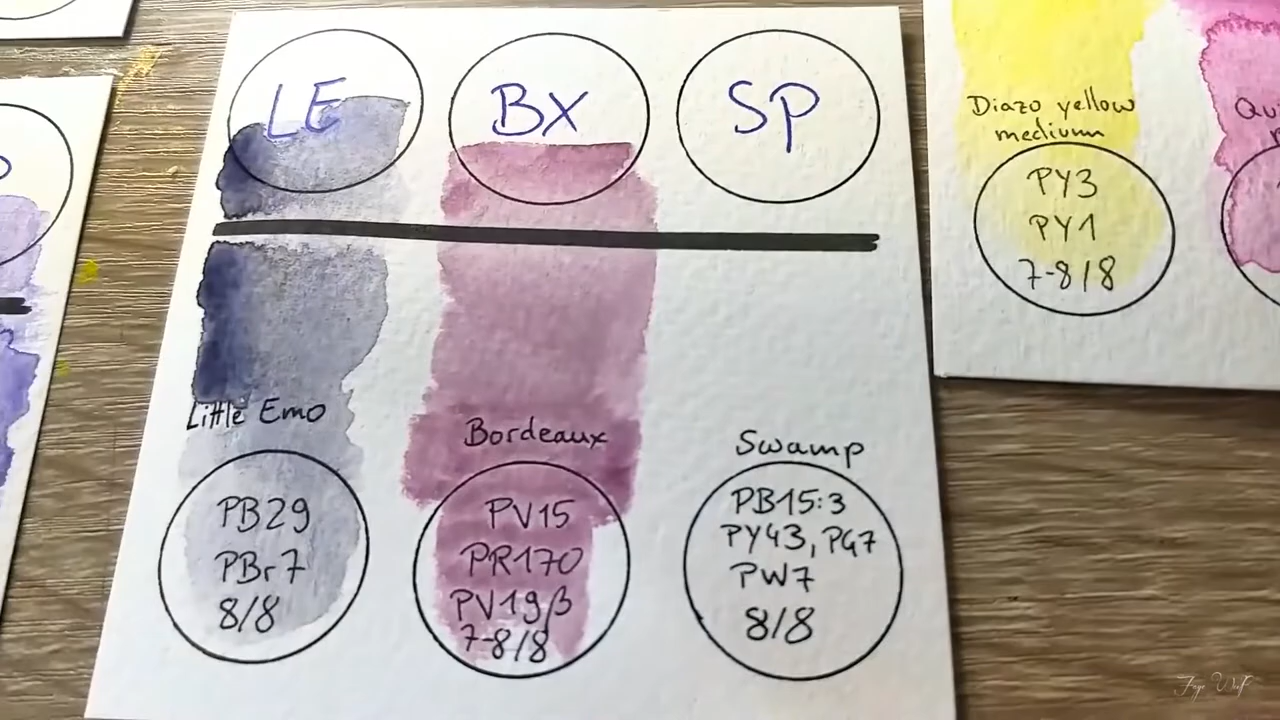 LE
BX
SP
Little Emo
PB29
PBr7
8/8
Bordeaux
PV15
PR170
PV19β
7-8/8
Swamp
PB15:3
PY43, PG7
PW7
8/8
Diazo yellow
medium
PY3
PY1
7-8/8
Qu